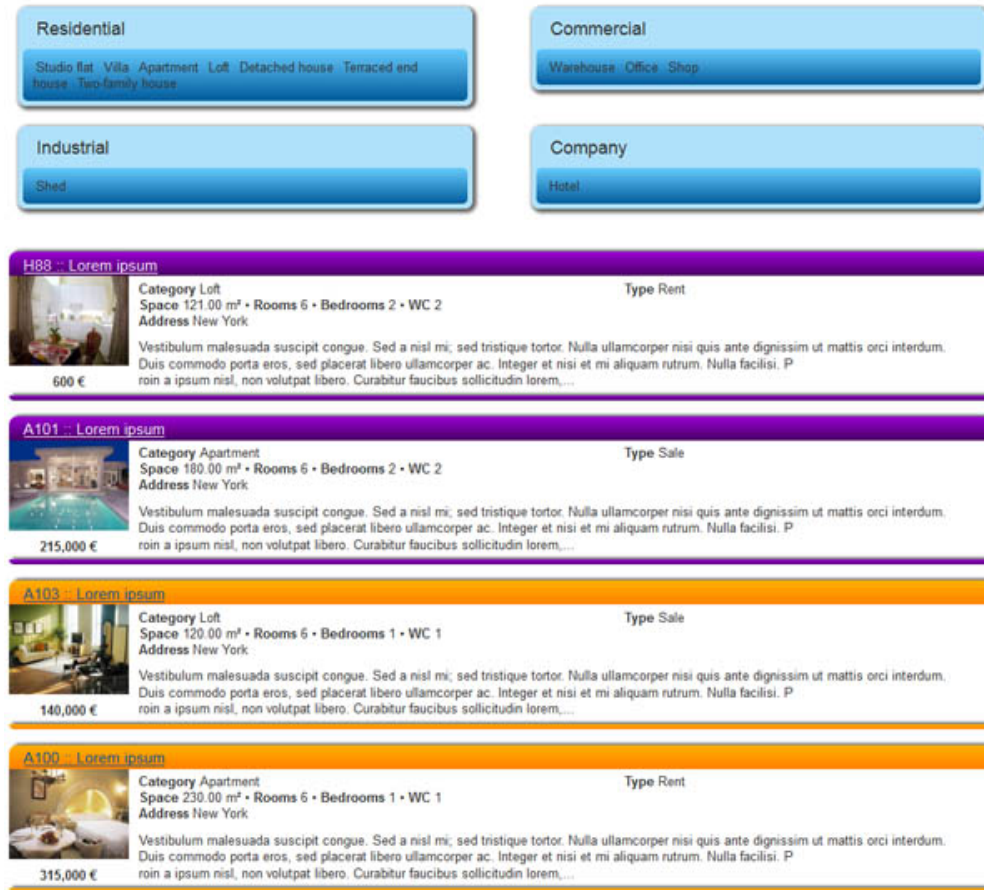 Residential
Studio flat Villa Apartment Loft Detached house Terraced end
house Two-family house
Commercial
Warehouse Office Shop
Industrial
Shed
Company
Hotel
H88 :: Lorem ipsum
Category Loft
Type Rent
Space 121.00 m² • Rooms 6 • Bedrooms 2 • WC 2
Address New York
Vestibulum malesuada suscipit congue. Sed a nisl mi; sed tristique tortor. Nulla ullamcorper nisi quis ante dignissim ut mattis orci interdum.
Duis commodo porta eros, sed placerat libero ullamcorper ac. Integer et nisi et mi aliquam rutrum. Nulla facilisi. P
roin a ipsum nisl, non volutpat libero. Curabitur faucibus sollicitudin lorem,...
600 €
A101 :: Lorem ipsum
Category Apartment
Type Sale
Space 180.00 m² • Rooms 6 • Bedrooms 2 • WC 2
Address New York
Vestibulum malesuada suscipit congue. Sed a nisl mi; sed tristique tortor. Nulla ullamcorper nisi quis ante dignissim ut mattis orci interdum.
Duis commodo porta eros, sed placerat libero ullamcorper ac. Integer et nisi et mi aliquam rutrum. Nulla facilisi. P
roin a ipsum nisl, non volutpat libero. Curabitur faucibus sollicitudin lorem,...
215,000 €
A103 :: Lorem ipsum
Category Loft
Type Sale
Space 120.00 m² • Rooms 6 • Bedrooms 1 • WC 1
Address New York
Vestibulum malesuada suscipit congue. Sed a nisl mi; sed tristique tortor. Nulla ullamcorper nisi quis ante dignissim ut mattis orci interdum.
Duis commodo porta eros, sed placerat libero ullamcorper ac. Integer et nisi et mi aliquam rutrum. Nulla facilisi. P
roin a ipsum nisl, non volutpat libero. Curabitur faucibus sollicitudin lorem,...
140,000 €
A100 :: Lorem ipsum
Category Apartment
Type Rent
Space 230.00 m² • Rooms 6 • Bedrooms 1 • WC 1
Address New York
Vestibulum malesuada suscipit congue. Sed a nisl mi; sed tristique tortor. Nulla ullamcorper nisi quis ante dignissim ut mattis orci interdum.
Duis commodo porta eros, sed placerat libero ullamcorper ac. Integer et nisi et mi aliquam rutrum. Nulla facilisi. P
roin a ipsum nisl, non volutpat libero. Curabitur faucibus sollicitudin lorem,...
315,000 €